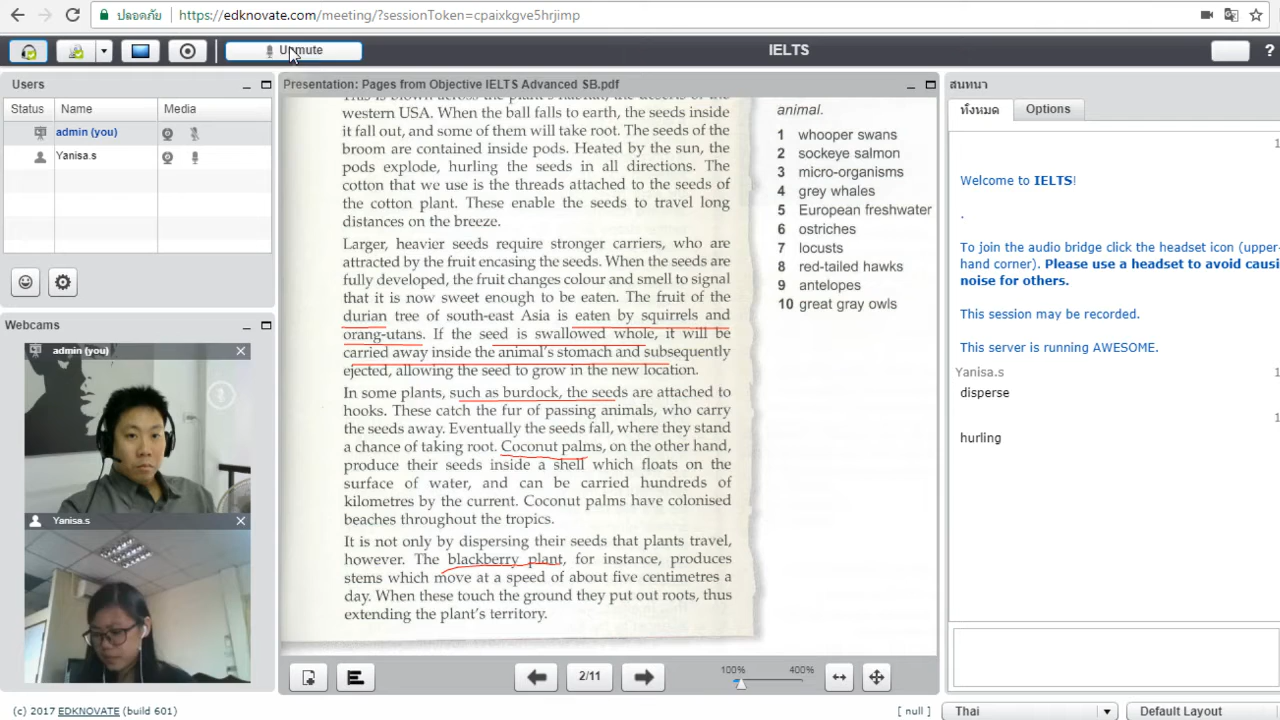 ปลอดภัย
https://edknovate.com/meeting/?sessionToken=cpaixkgve5hrjimp
Unmute
IELTS
?
Users
Status Name Media
admin (you)
Yanisa.s
Webcams
admin (you)
Yanisa.s
Presentation: Pages from Objective IELTS Advanced SB.pdf
This is blown across the plant's habitat, the deserts of the
western USA. When the ball falls to earth, the seeds inside
it fall out, and some of them will take root. The seeds of the
broom are contained inside pods. Heated by the sun, the
pods explode, hurling the seeds in all directions. The
cotton that we use is the threads attached to the seeds of
the cotton plant. These enable the seeds to travel long
distances on the breeze.
Larger, heavier seeds require stronger carriers, who are
attracted by the fruit encasing the seeds. When the seeds are
fully developed, the fruit changes colour and smell to signal
that it is now sweet enough to be eaten. The fruit of the
durian tree of south-east Asia is eaten by squirrels and
orang-utans. If the seed is swallowed whole, it will be
carried away inside the animal's stomach and subsequently
ejected, allowing the seed to grow in the new location.
In some plants, such as burdock, the seeds are attached to
hooks. These catch the fur of passing animals, who carry
the seeds away. Eventually the seeds fall, where they stand
a chance of taking root. Coconut palms, on the other hand,
produce their seeds inside a shell which floats on the
surface of water, and can be carried hundreds of
kilometres by the current. Coconut palms have colonised
beaches throughout the tropics.
It is not only by dispersing their seeds that plants travel,
however. The blackberry plant, for instance, produces
stems which move at a speed of about five centimetres a
day. When these touch the ground they put out roots, thus
extending the plant's territory.
animal.
1 whooper swans
2 sockeye salmon
3 micro-organisms
4 grey whales
5 European freshwater
6 ostriches
7 locusts
8 red-tailed hawks
9 antelopes
10 great gray owls
2/11
100% 400%
สนทนา
ทั้งหมด Options
1
Welcome to IELTS!
.
To join the audio bridge click the headset icon (upper-
hand corner). Please use a headset to avoid causi
noise for others.
This session may be recorded.
This server is running AWESOME.
Yanisa.s 1
disperse
1
hurling
(c) 2017 EDKNOVATE (build 601)
[ null ]
Thai
Default Layout